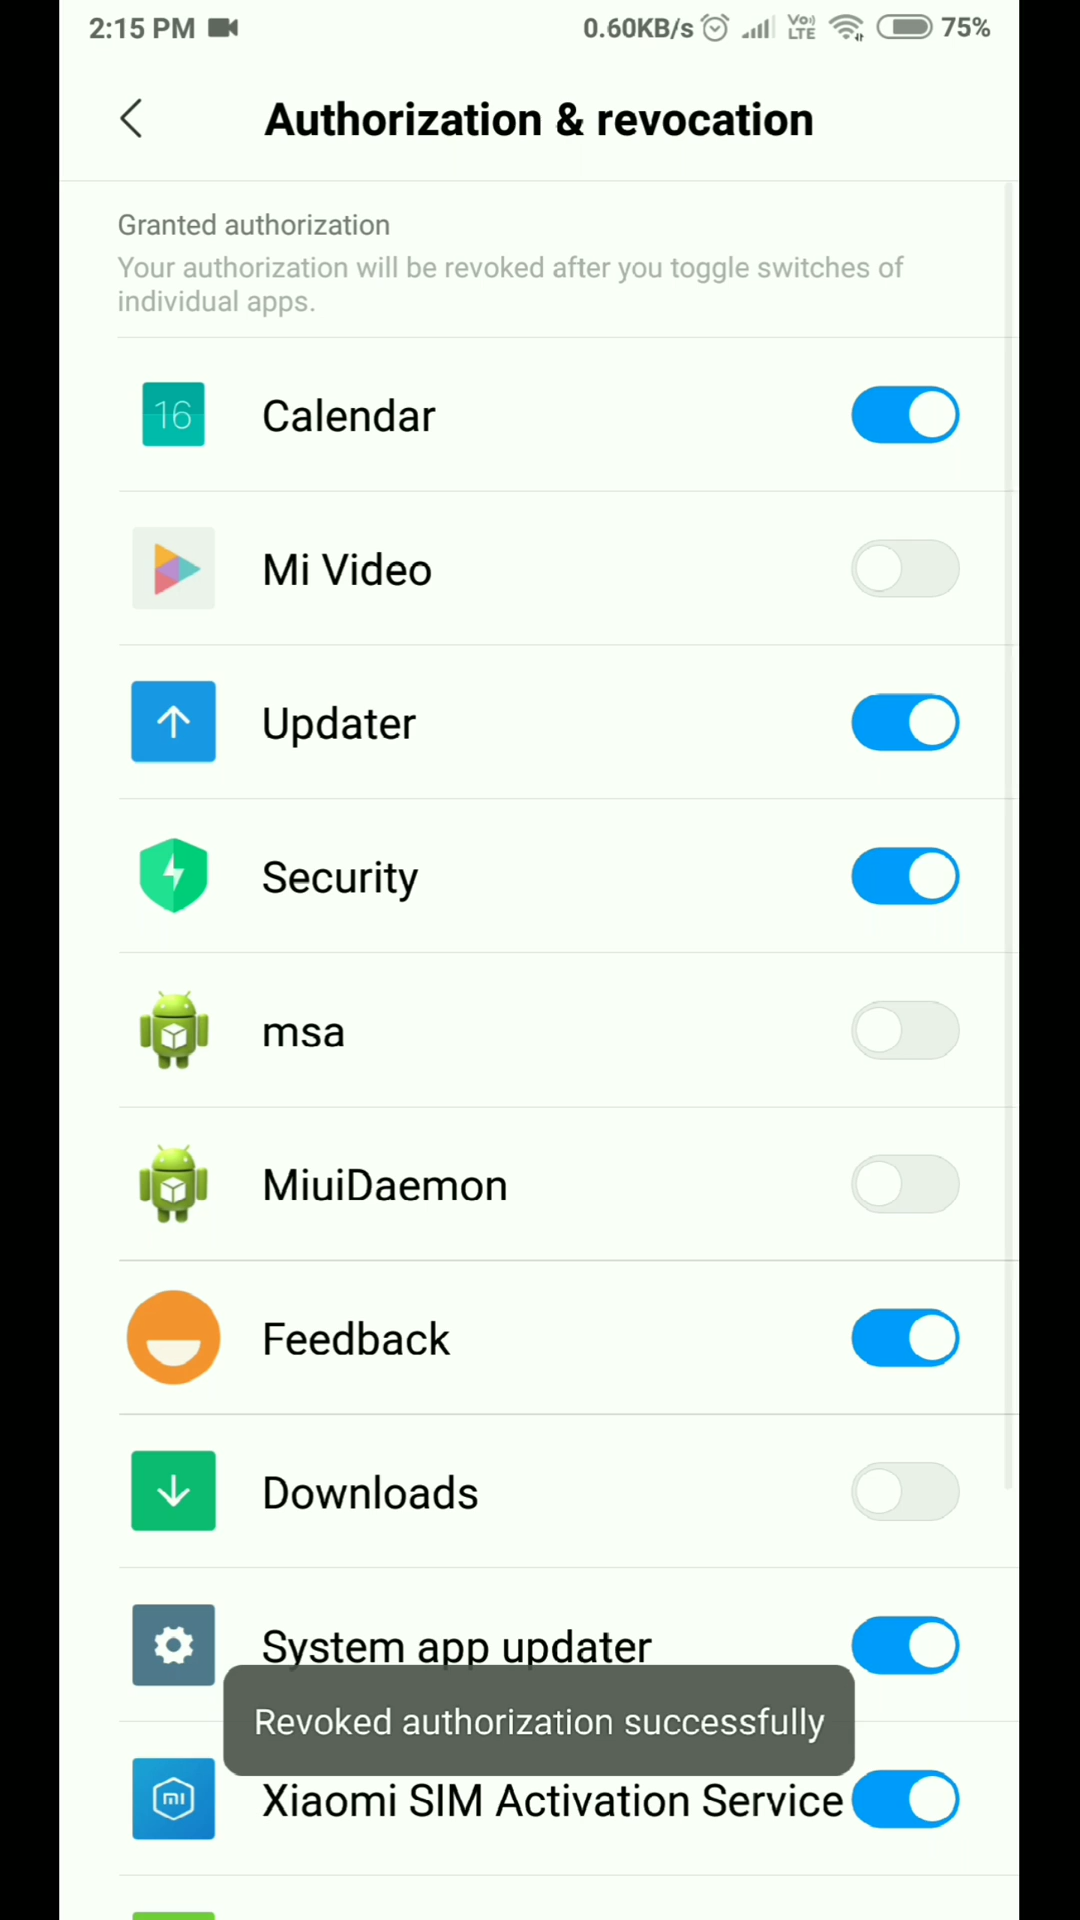 2:15 PM 0.60KB/s Vo)) LTE 75%
Authorization & revocation
Granted authorization
Your authorization will be revoked after you toggle switches of
individual apps.
16 Calendar
Mi Video
Updater
Security
msa
MiuiDaemon
Feedback
Downloads
System app updater
Revoked authorization successfully
mi Xiaomi SIM Activation Service